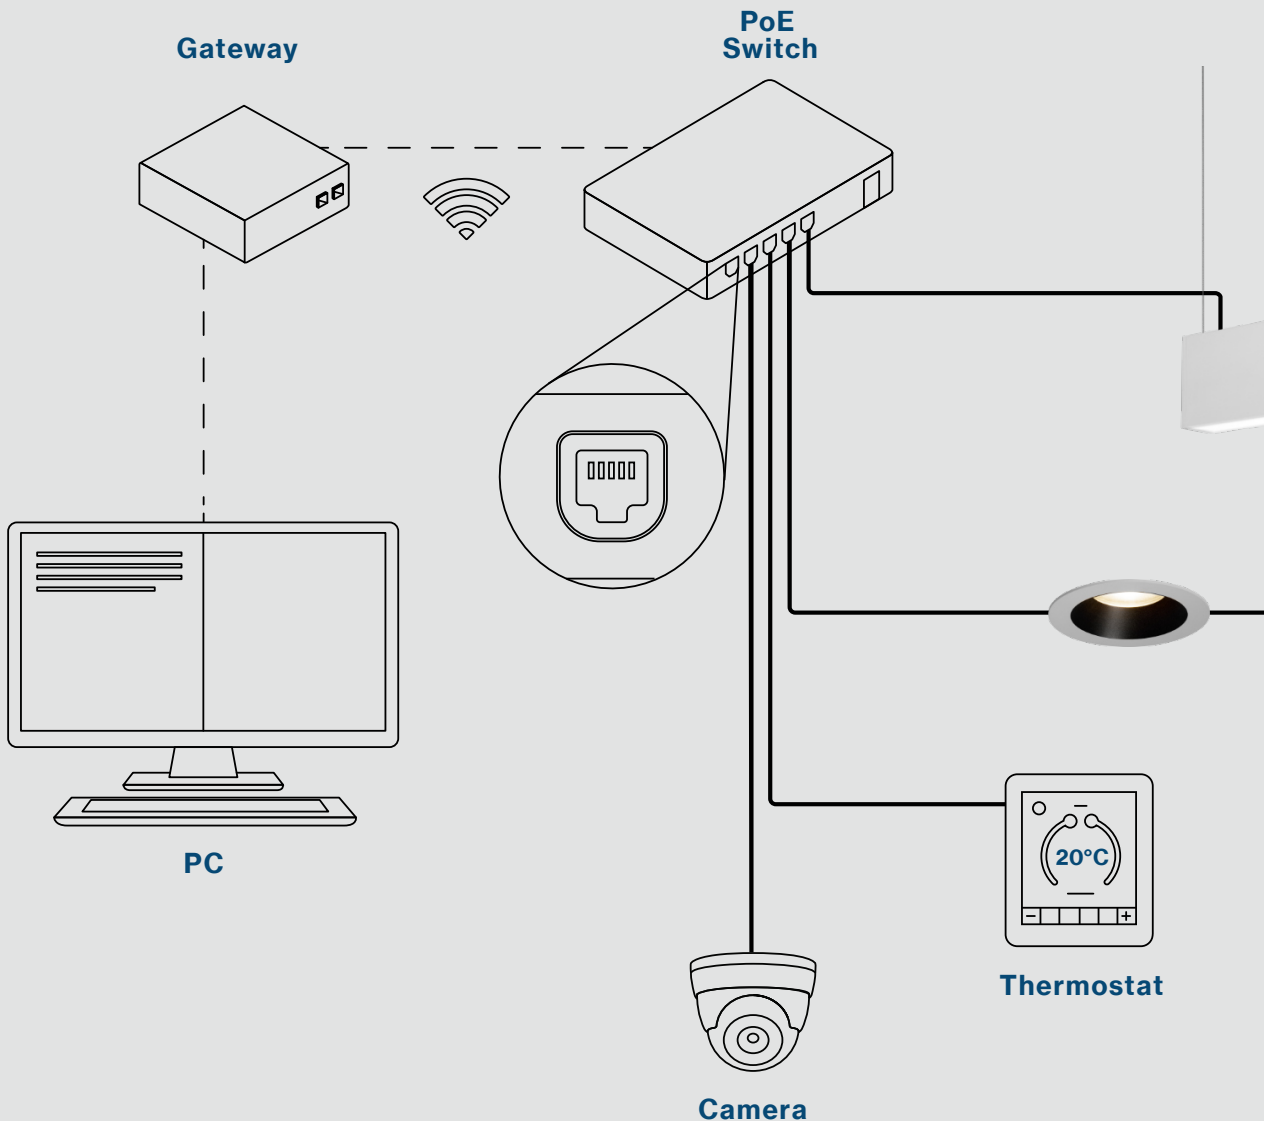 Gateway
PoE
Switch
PC
20°C
− +
Thermostat
Camera